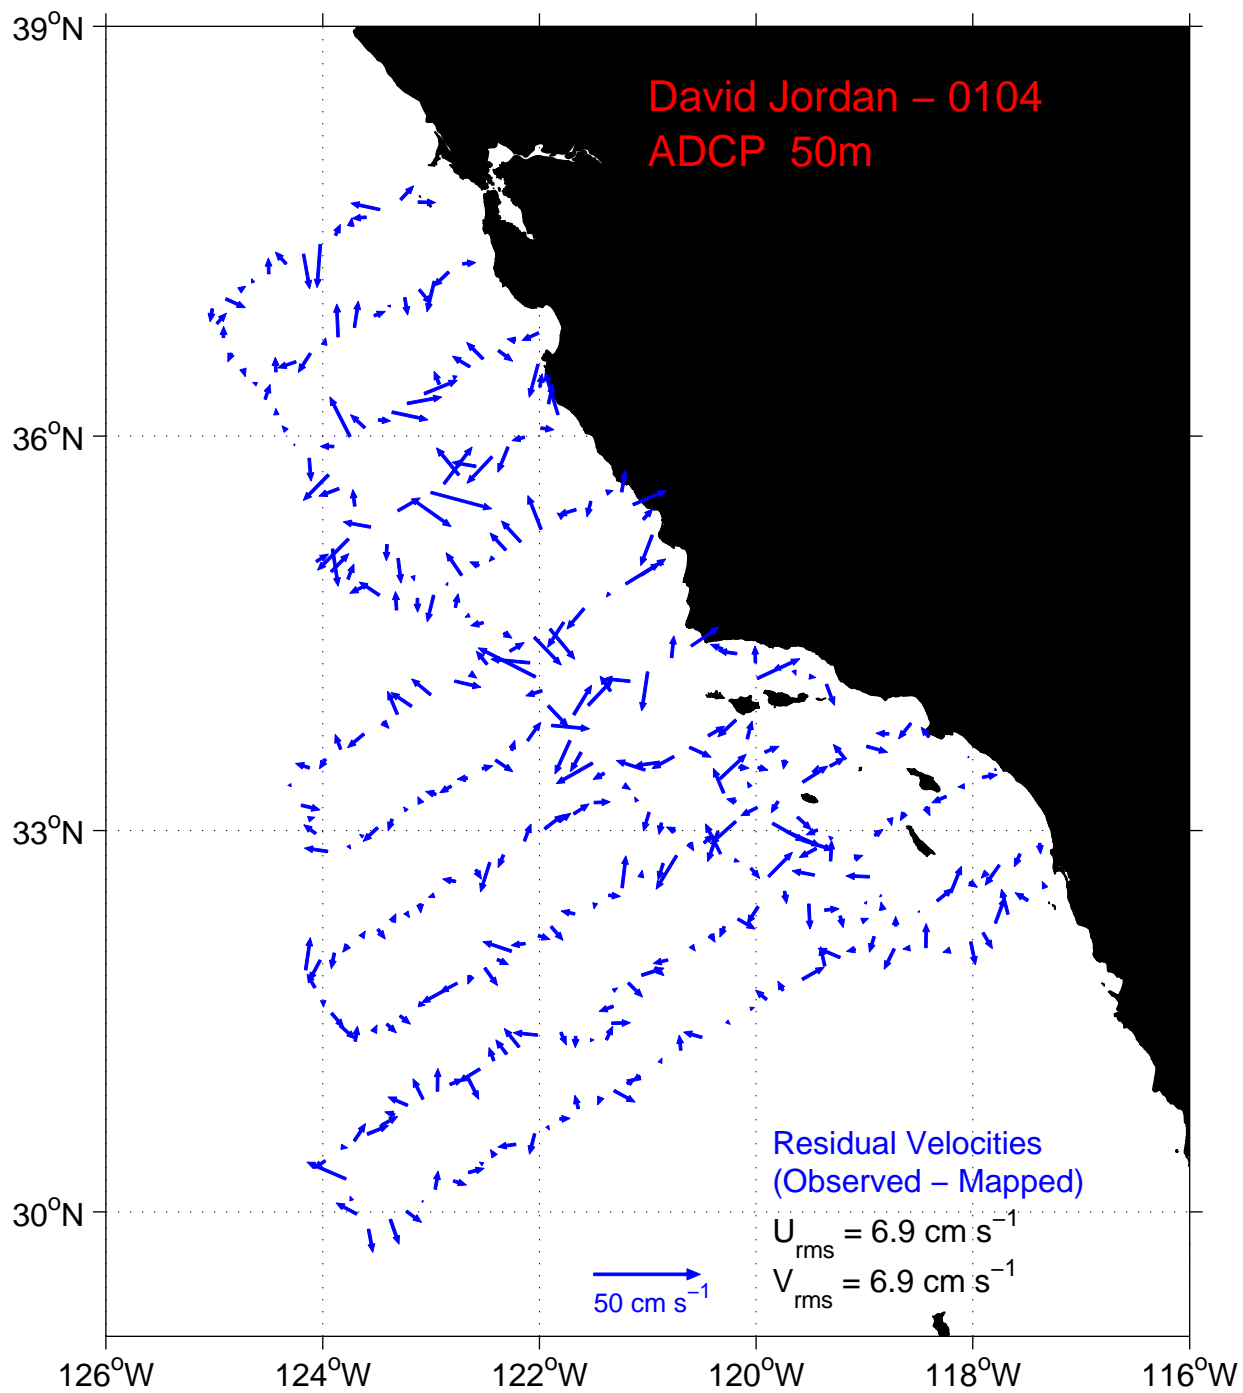 39°N
David Jordan – 0104
ADCP 50m
36°N
33°N
Residual Velocities
(Observed – Mapped)
30°N
U_rms = 6.9 cm s⁻¹
V_rms = 6.9 cm s⁻¹
50 cm s⁻¹
126°W 124°W 122°W 120°W 118°W 116°W